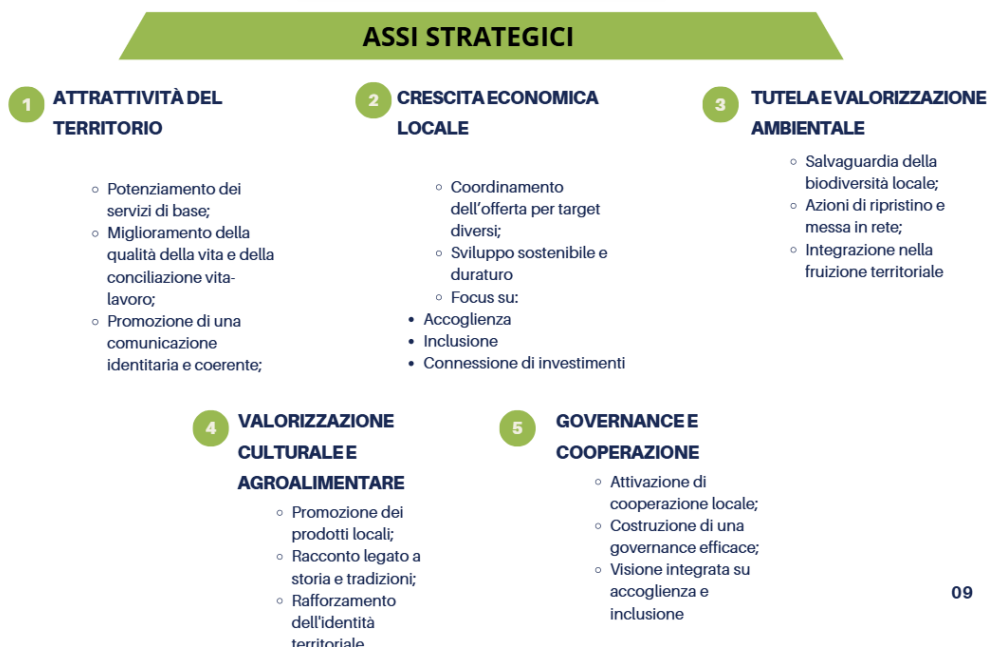 ASSI STRATEGICI
1
ATTRATTIVITÀ DEL
TERRITORIO
Potenziamento dei
servizi di base;
Miglioramento della
qualità della vita e della
conciliazione vita-
lavoro;
Promozione di una
comunicazione
identitaria e coerente;
2
CRESCITA ECONOMICA
LOCALE
Coordinamento
dell’offerta per target
diversi;
Sviluppo sostenibile e
duraturo
Focus su:
Accoglienza
Inclusione
Connessione di investimenti
3
TUTELA E VALORIZZAZIONE
AMBIENTALE
Salvaguardia della
biodiversità locale;
Azioni di ripristino e
messa in rete;
Integrazione nella
fruizione territoriale
4
VALORIZZAZIONE
CULTURALE E
AGROALIMENTARE
Promozione dei
prodotti locali;
Racconto legato a
storia e tradizioni;
Rafforzamento
dell'identità
territoriale
5
GOVERNANCE E
COOPERAZIONE
Attivazione di
cooperazione locale;
Costruzione di una
governance efficace;
Visione integrata su
accoglienza e
inclusione
09